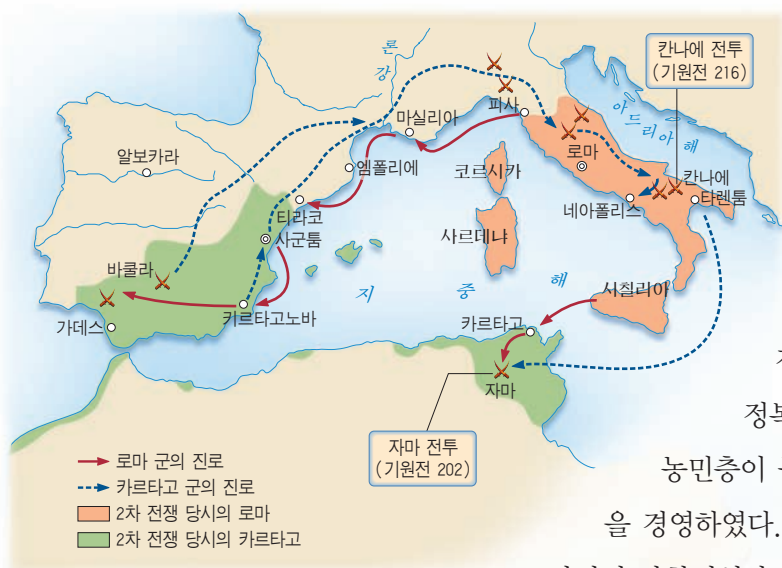 론
강
칸나에 전투
(기원전 216)
아드리아해
마실리아
피사
알보카라
엠폴리에
코르시카
로마
칸나에
타렌툼
네아폴리스
티라코
사군툼
사르데냐
바쿨라
지중해
시칠리아
가데스
카르타고노바
카르타고
자마
자마 전투
(기원전 202)
로마 군의 진로
카르타고 군의 진로
2차 전쟁 당시의 로마
2차 전쟁 당시의 카르타고
정복
농민층이
을 경영하였다.